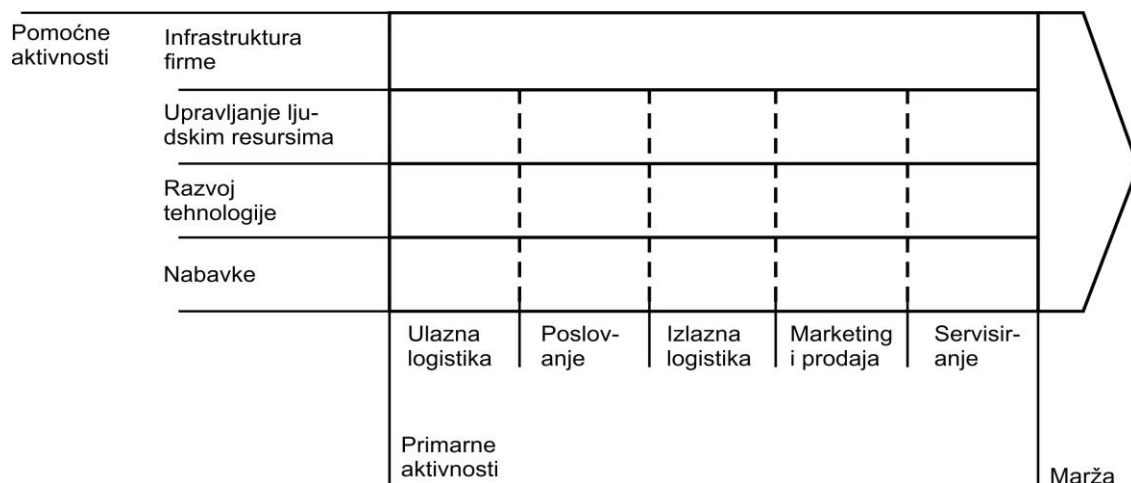 Pomoćne
aktivnosti
Infrastruktura
firme
Upravljanje lju-
dskim resursima
Razvoj
tehnologije
Nabavke
Ulazna
logistika
Poslov-
anje
Izlazna
logistika
Marketing
i prodaja
Servisir-
anje
Primarne
aktivnosti
Marža